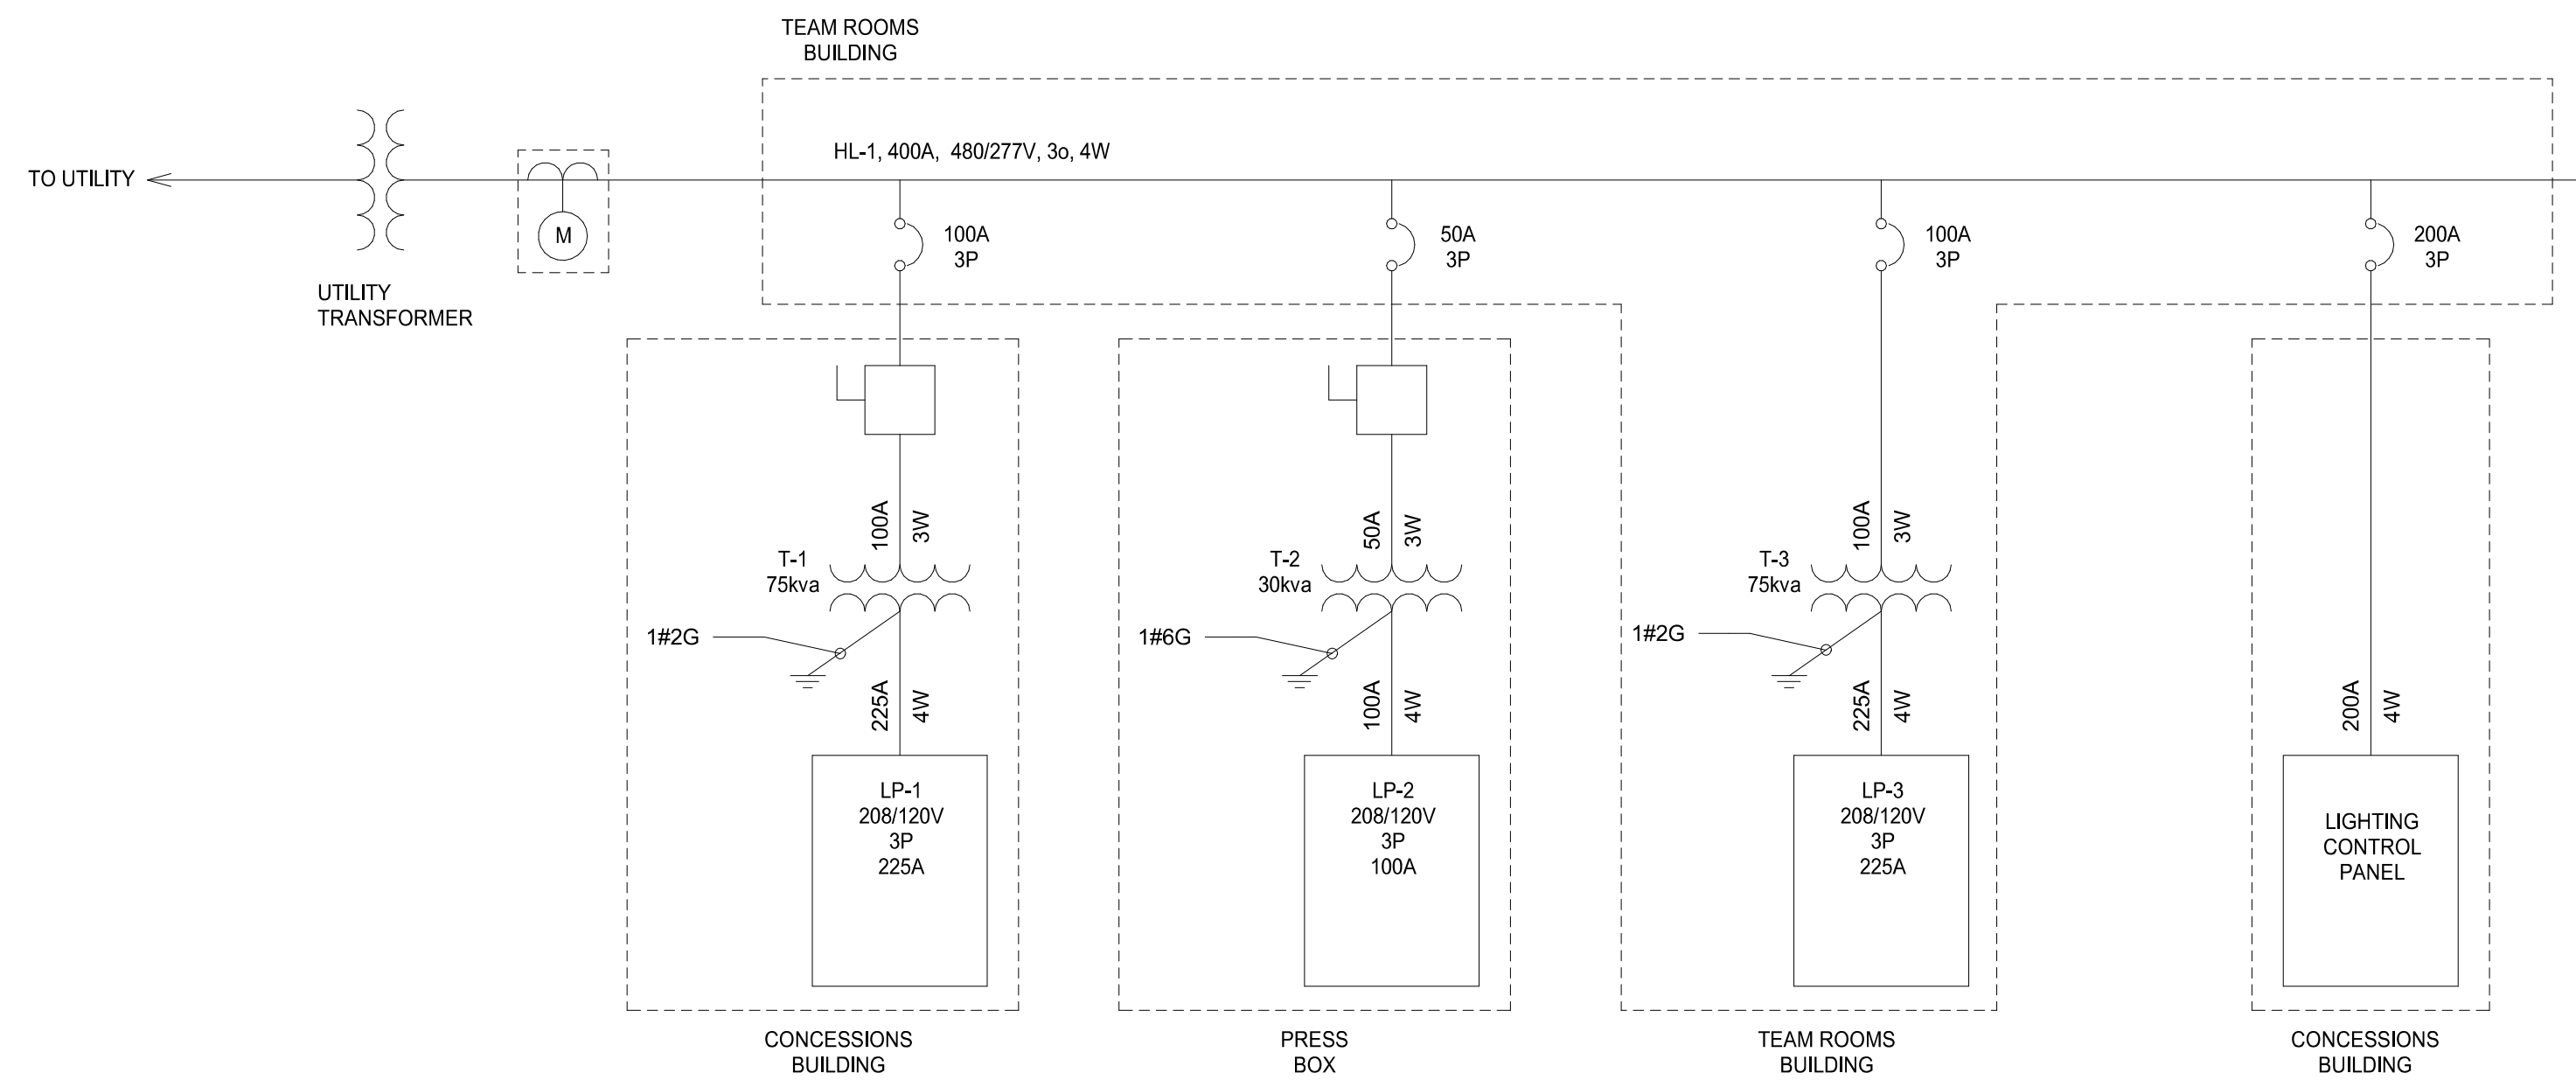 TEAM ROOMS
BUILDING
HL-1, 400A, 480/277V, 3o, 4W
TO UTILITY
M
UTILITY
TRANSFORMER
100A
3P
50A
3P
100A
3P
200A
3P
100A
3W
T-1
75kva
1#2G
225A
4W
LP-1
208/120V
3P
225A
CONCESSIONS
BUILDING
50A
3W
T-2
30kva
1#6G
100A
4W
LP-2
208/120V
3P
100A
PRESS
BOX
100A
3W
T-3
75kva
1#2G
225A
4W
LP-3
208/120V
3P
225A
TEAM ROOMS
BUILDING
200A
4W
LIGHTING
CONTROL
PANEL
CONCESSIONS
BUILDING